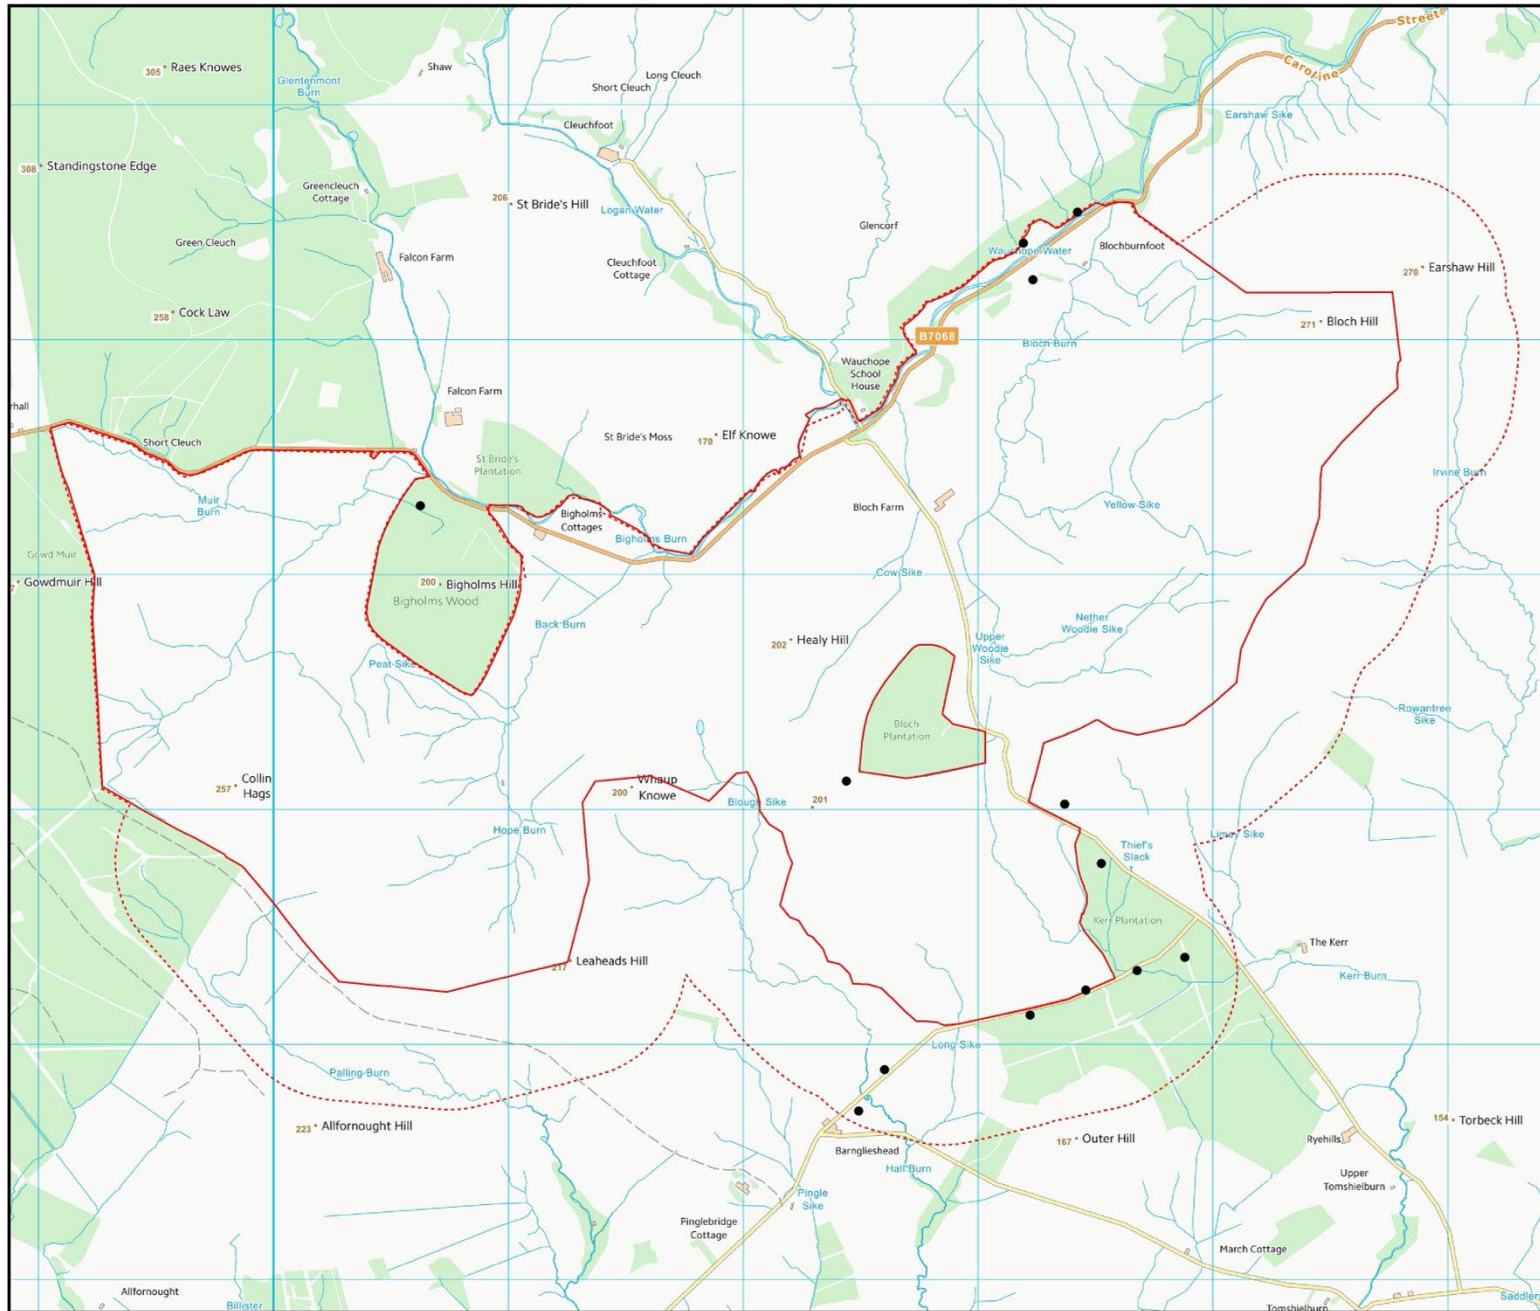 Street
Caroline
305 Raes Knowes
Glentenmont
Burn
Shaw
Long Cleuch
Short Cleuch
Cleuchfoot
Earshaw Sike
308 Standingstone Edge
Greencleuch
Cottage
206 St Bride's Hill
Logan Water
Glencorf
Green Cleuch
Falcon Farm
Cleuchfoot
Cottage
Wauchope Water
Blochburnfoot
270 Earshaw Hill
258 Cock Law
271 Bloch Hill
B7068
Bloch Burn
Wauchope
School
House
Falcon Farm
rhall
Short Cleuch
St Bride's Moss
170 Elf Knowe
St Bride's
Plantation
Irvine Burn
Muir
Burn
Bigholms
Cottages
Bloch Farm
Yellow Sike
Bigholms Burn
Gowd Muir
7 Gowdmuir Hill
200 Bigholms Hill
Bigholms Wood
Cow Sike
Back Burn
Nether
Woodie Sike
202 Healy Hill
Upper
Woodie
Sike
Peat Sike
Rowantree
Sike
Bloch
Plantation
257 Collin
Hags
200 Whaup
Knowe
Blough Sike
201
Hope Burn
Limey Sike
Thief's
Slack
Kerr Plantation
The Kerr
217 Leaheads Hill
Kerr Burn
Long Sike
Palling Burn
223 Allfornought Hill
154 Torbeck Hill
167 Outer Hill
Ryehills
Barnglieshead
Hall Burn
Upper
Tomshielburn
Pingle
Sike
Pinglebridge
Cottage
March Cottage
Allfornought
Billister
Tomshielburn
Saddler